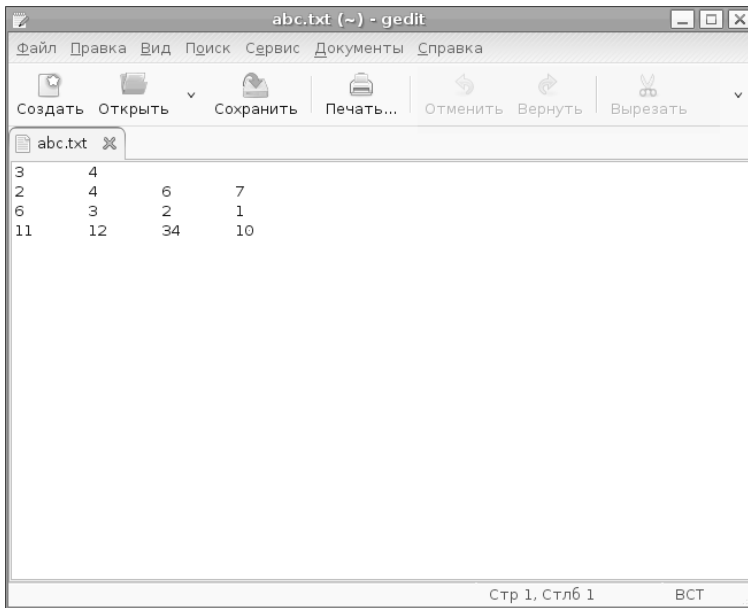 abc.txt (~) - gedit
Файл Правка Вид Поиск Сервис Документы Справка
Создать Открыть Сохранить Печать... Отменить Вернуть Вырезать
abc.txt
3 4
2 4 6 7
6 3 2 1
11 12 34 10
Стр 1, Стлб 1 ВСТ